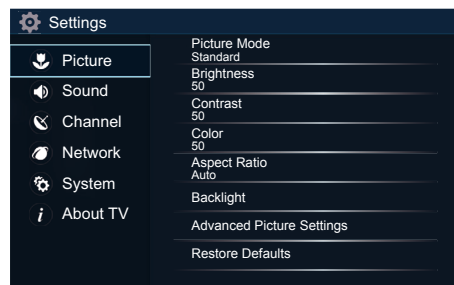 Settings
Picture
Sound
Channel
Network
System
About TV
Picture Mode
Standard
Brightness
50
Contrast
50
Color
50
Aspect Ratio
Auto
Backlight
Advanced Picture Settings
Restore Defaults